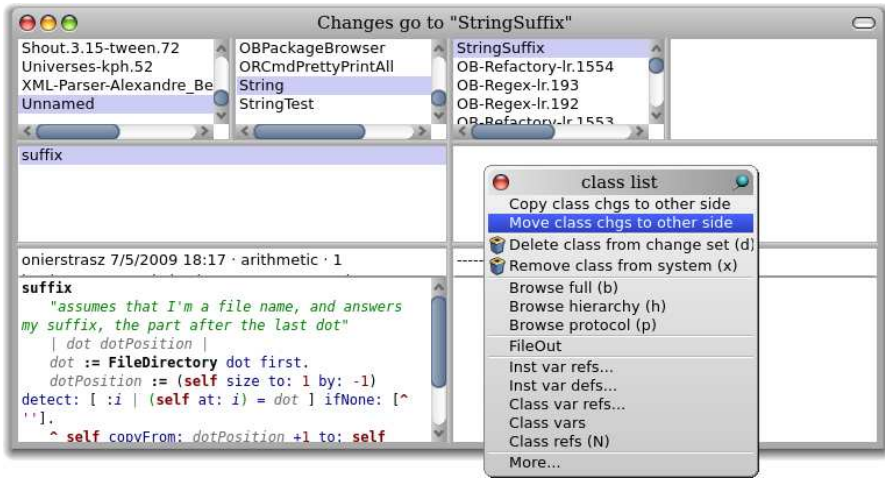 Changes go to "StringSuffix"
Shout.3.15-tween.72
Universes-kph.52
XML-Parser-Alexandre_Be
Unnamed
OBPackageBrowser
ORCmdPrettyPrintAll
String
StringTest
StringSuffix
OB-Refactory-lr.1554
OB-Regex-lr.193
OB-Regex-lr.192
OB-Refactory-lr.1553
suffix
class list
Copy class chgs to other side
Move class chgs to other side
Delete class from change set (d)
Remove class from system (x)
Browse full (b)
Browse hierarchy (h)
Browse protocol (p)
FileOut
Inst var refs...
Inst var defs...
Class var refs...
Class vars
Class refs (N)
More...
onierstrasz 7/5/2009 18:17 · arithmetic · 1
-----
suffix
"assumes that I'm a file name, and answers
my suffix, the part after the last dot"
| dot dotPosition |
dot := FileDirectory dot first.
dotPosition := (self size to: 1 by: -1)
detect: [ :i | (self at: i) = dot ] ifNone: [^
''].
^ self copyFrom: dotPosition +1 to: self